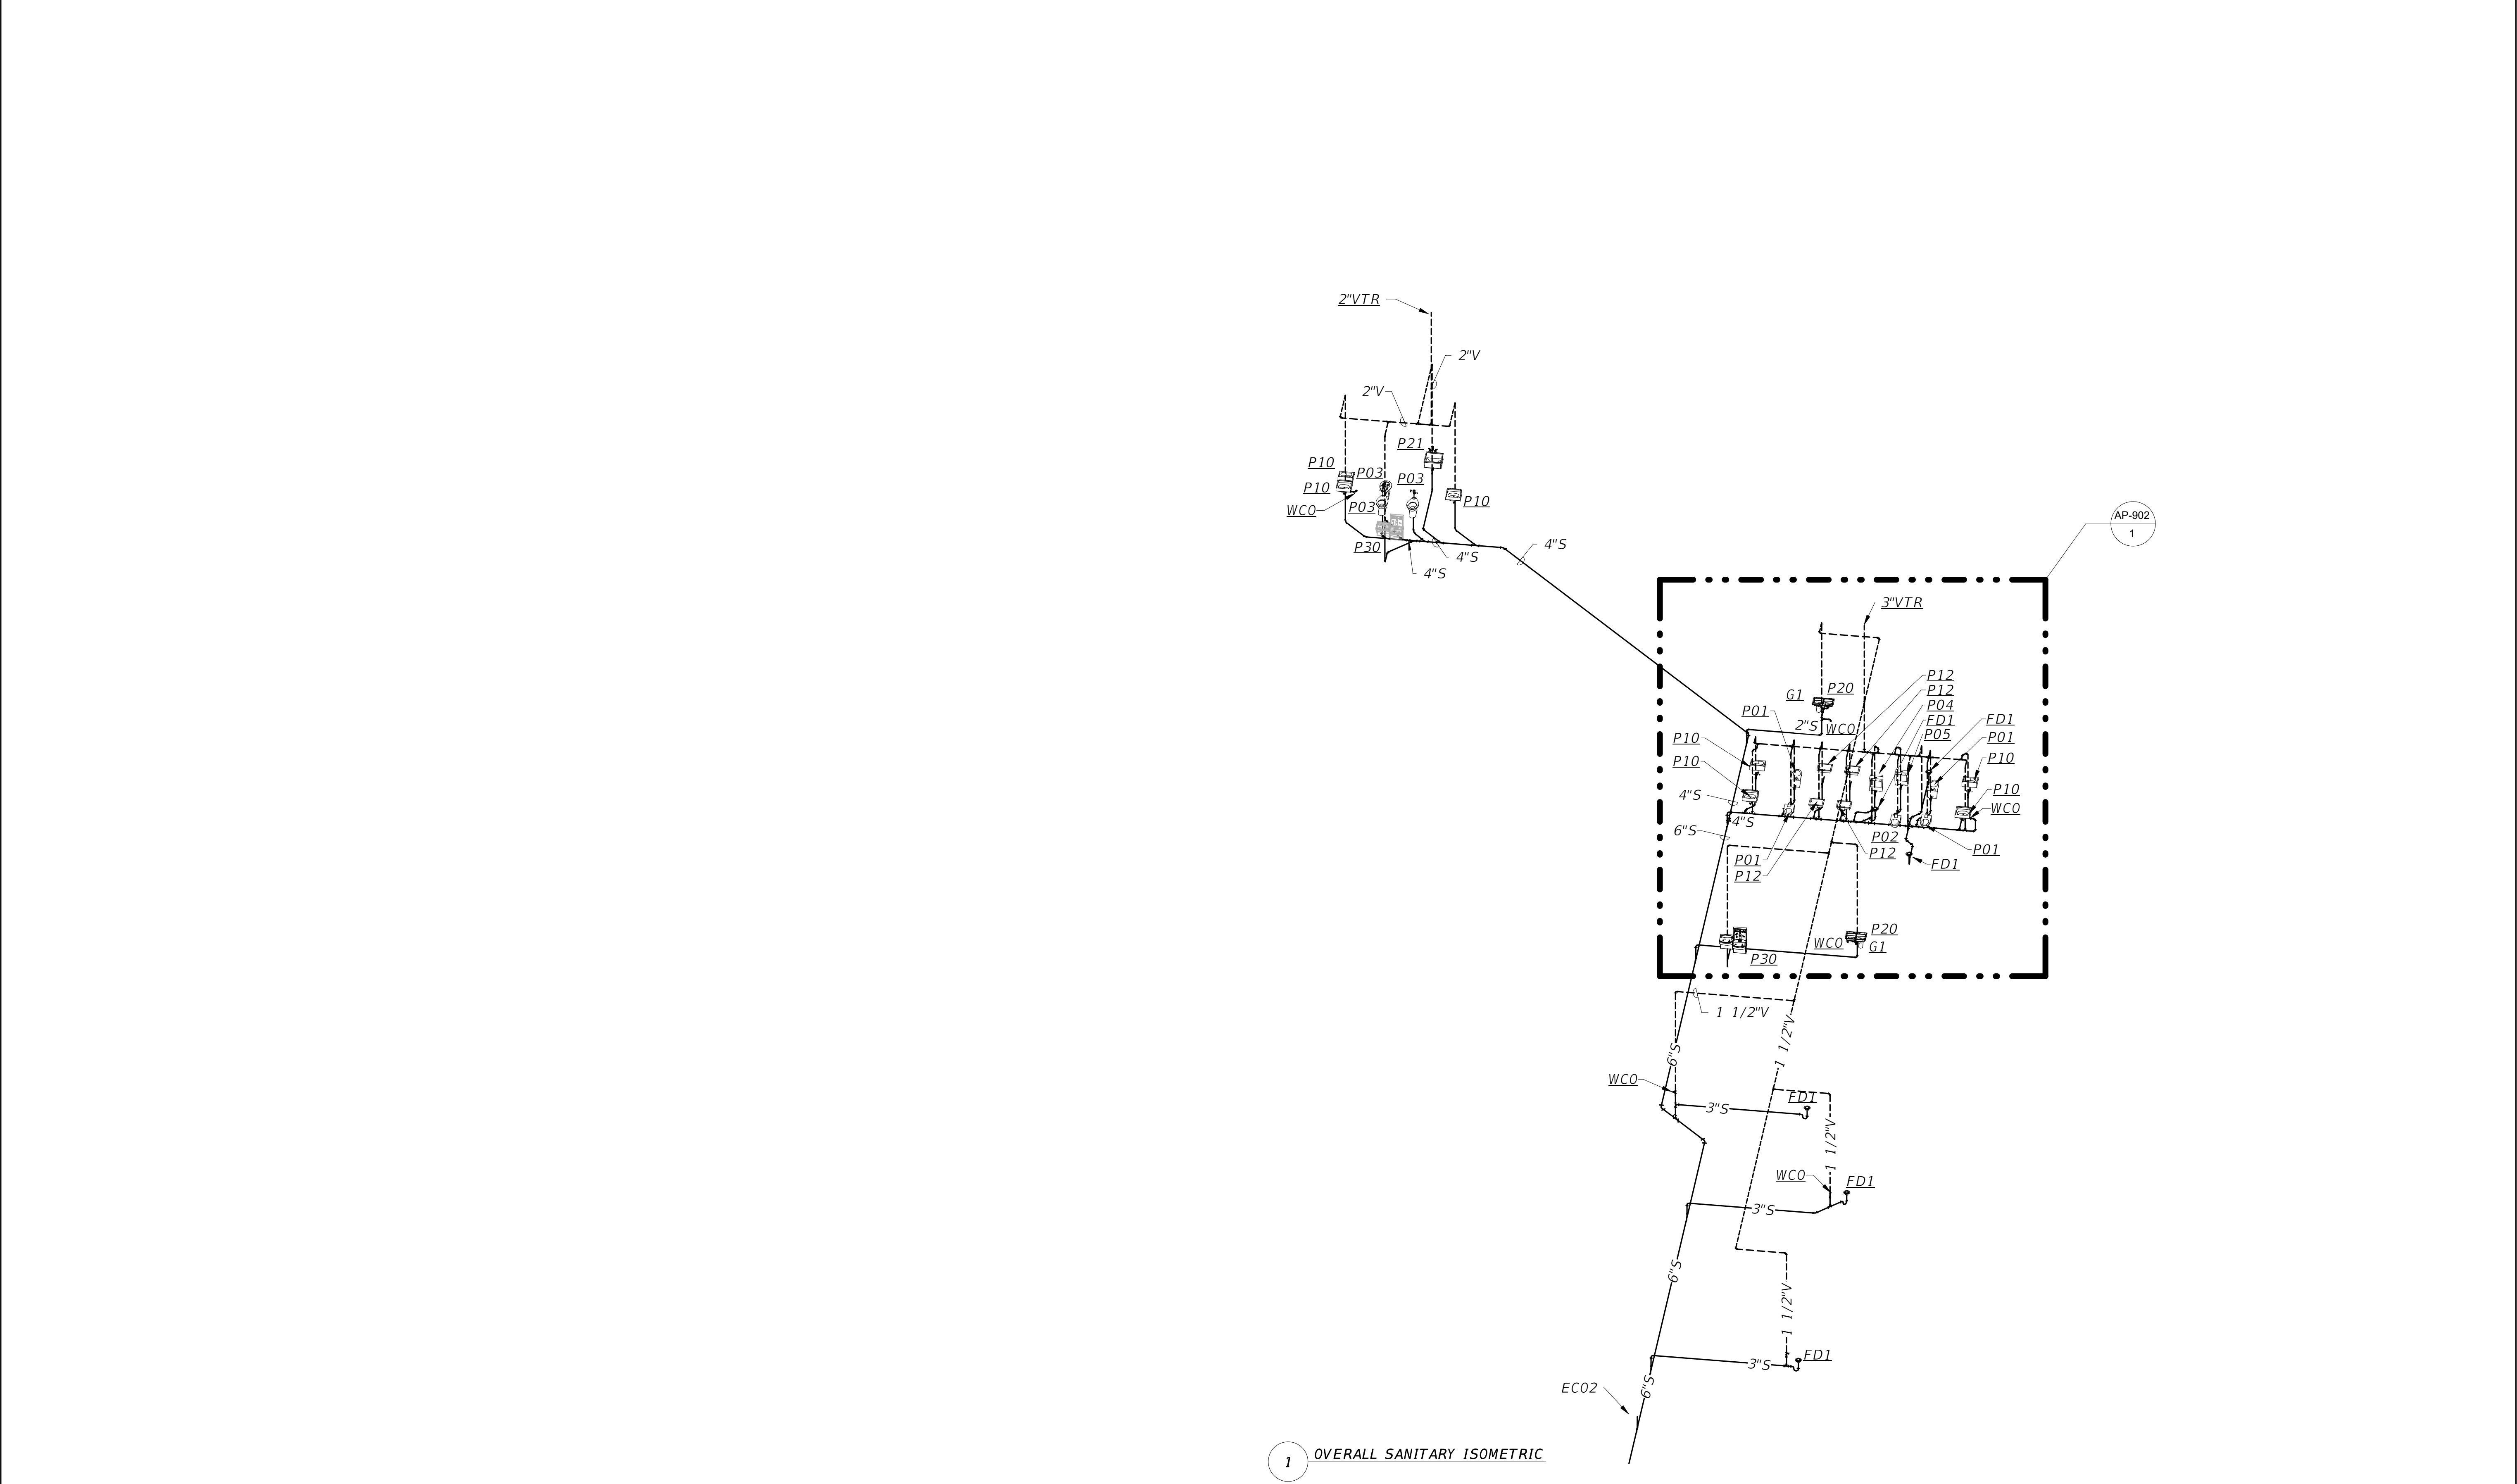 2"VTR
2"V
2"V
P21
P10
P03
P03
P10
P10
P03
WCO
P30
4"S
4"S
4"S
AP-902
1
3"VTR
P12
P20
P12
G1
P04
P01
FD1
FD1
2"S
WCO
P05
P01
P10
P10
P10
P10
4"S
WCO
4"S
6"S
P02
P12
P01
P01
FD1
P12
P20
WCO
G1
P30
1 1/2"V
1 1/2"V
6"S
WCO
FD1
3"S
1 1/2"V
WCO
FD1
3"S
6"S
1 1/2"V
FD1
3"S
6"S
ECO2
1
OVERALL SANITARY ISOMETRIC